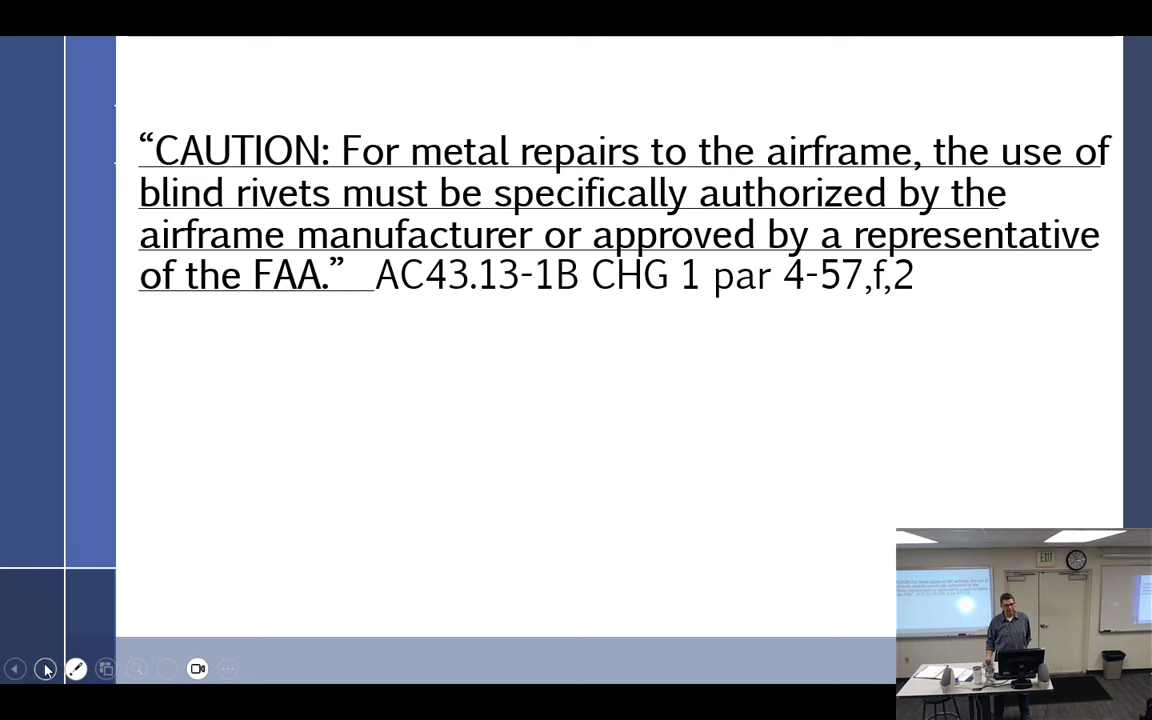 “CAUTION: For metal repairs to the airframe, the use of
blind rivets must be specifically authorized by the
airframe manufacturer or approved by a representative
of the FAA.” AC43.13-1B CHG 1 par 4-57,f,2
EXIT